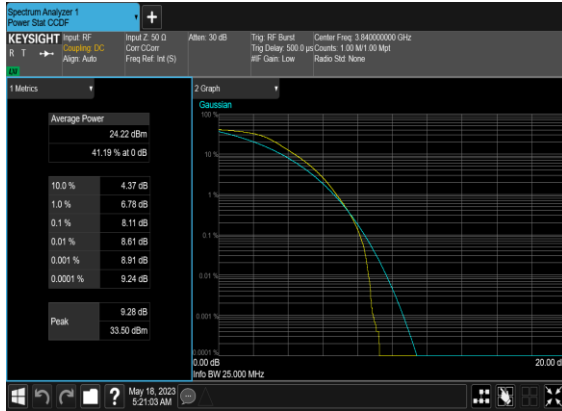 Spectrum Analyzer 1
Power Stat CCDF
+
KEYSIGHT
R T
LU
Input: RF
Coupling: DC
Align: Auto
Input Z: 50 Ω
Corr CCorr
Freq Ref: Int (S)
Atten: 30 dB
Trig: RF Burst
Trig Delay: 500.0 µs
#IF Gain: Low
Center Freq: 3.840000000 GHz
Counts: 1.00 M/1.00 Mpt
Radio Std: None
1 Metrics
Average Power
24.22 dBm
41.19 % at 0 dB
10.0 % 4.37 dB
1.0 % 6.78 dB
0.1 % 8.11 dB
0.01 % 8.61 dB
0.001 % 8.91 dB
0.0001 % 9.24 dB
Peak
9.28 dB
33.50 dBm
2 Graph
Gaussian
100 %
10 %
1 %
0.1 %
0.01 %
0.001 %
0.0001 %
0.00 dB
20.00 d
Info BW 25.000 MHz
?
May 18, 2023
5:21:03 AM